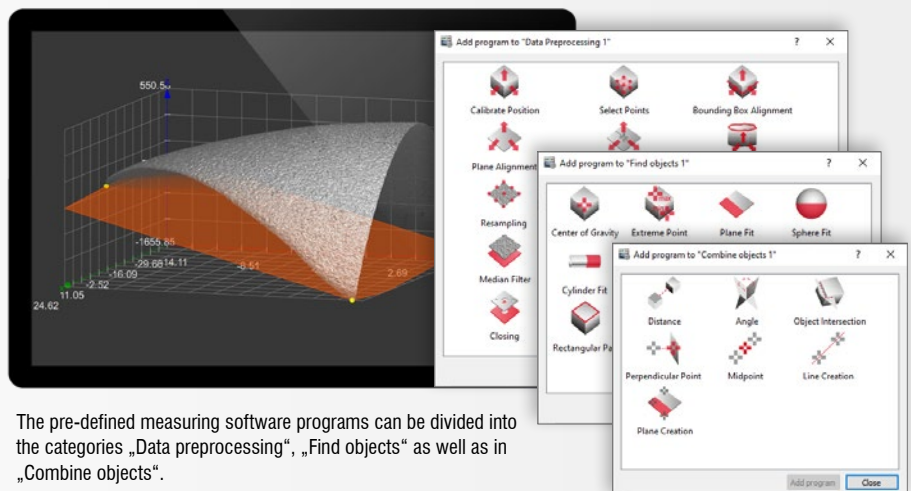 550.53
-1655.85
-29.68
14.11
-16.09
-8.51
-2.52
2.69
11.05
24.62
Add program to "Data Preprocessing 1"
? ×
Calibrate Position
Select Points
Bounding Box Alignment
Plane Alignment
Resampling
Median Filter
Closing
Add program to "Find objects 1"
? ×
Center of Gravity
Extreme Point
Plane Fit
Sphere Fit
Cylinder Fit
Rectangular Pa
Add program to "Combine objects 1"
? ×
Distance
Angle
Object Intersection
Perpendicular Point
Midpoint
Line Creation
Plane Creation
Add program
Close
The pre-defined measuring software programs can be divided into
the categories „Data preprocessing“, „Find objects“ as well as in
„Combine objects“.